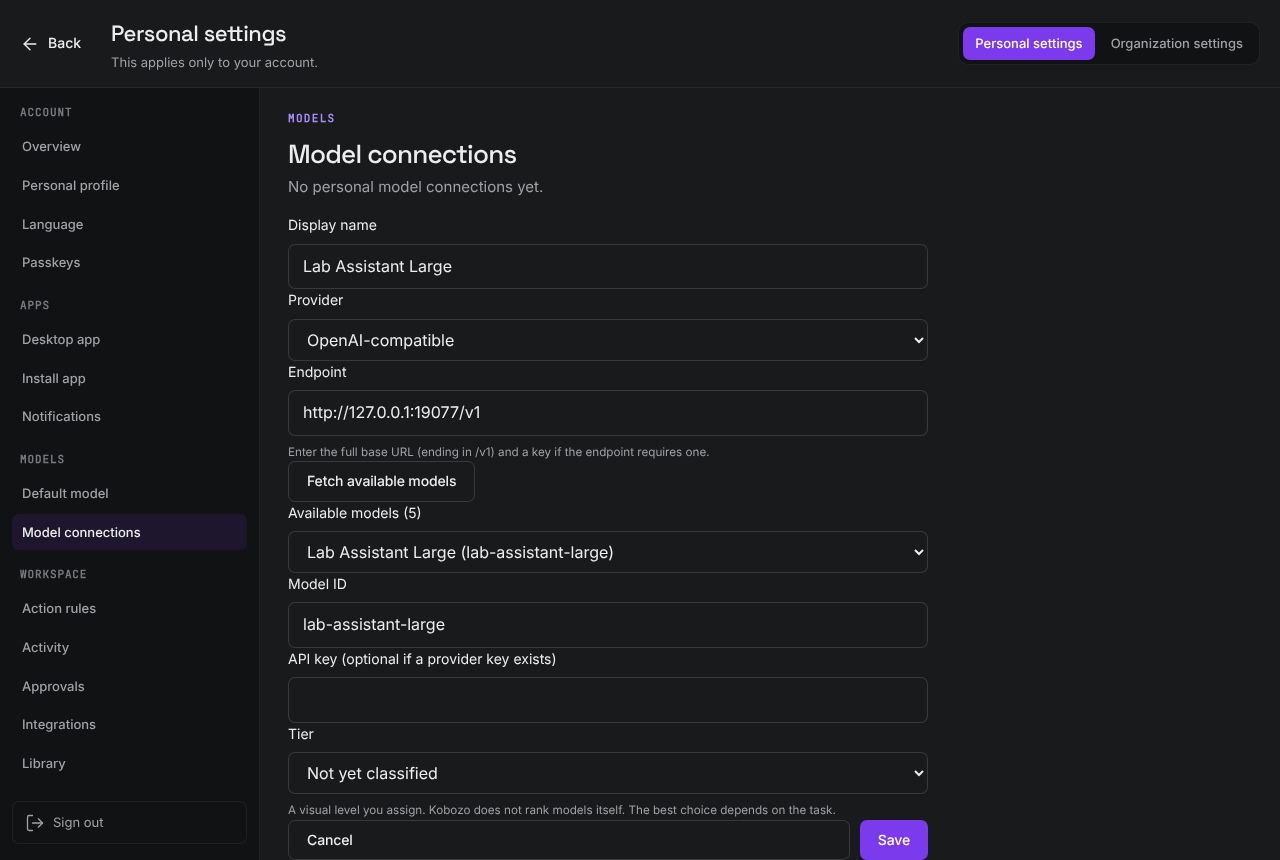 Back
Personal settings
This applies only to your account.
Personal settings
Organization settings
ACCOUNT
Overview
Personal profile
Language
Passkeys
APPS
Desktop app
Install app
Notifications
MODELS
Default model
Model connections
WORKSPACE
Action rules
Activity
Approvals
Integrations
Library
Sign out
MODELS
Model connections
No personal model connections yet.
Display name
Lab Assistant Large
Provider
OpenAI-compatible
Endpoint
http://127.0.0.1:19077/v1
Enter the full base URL (ending in /v1) and a key if the endpoint requires one.
Fetch available models
Available models (5)
Lab Assistant Large (lab-assistant-large)
Model ID
lab-assistant-large
API key (optional if a provider key exists)
Tier
Not yet classified
A visual level you assign. Kobozo does not rank models itself. The best choice depends on the task.
Cancel
Save